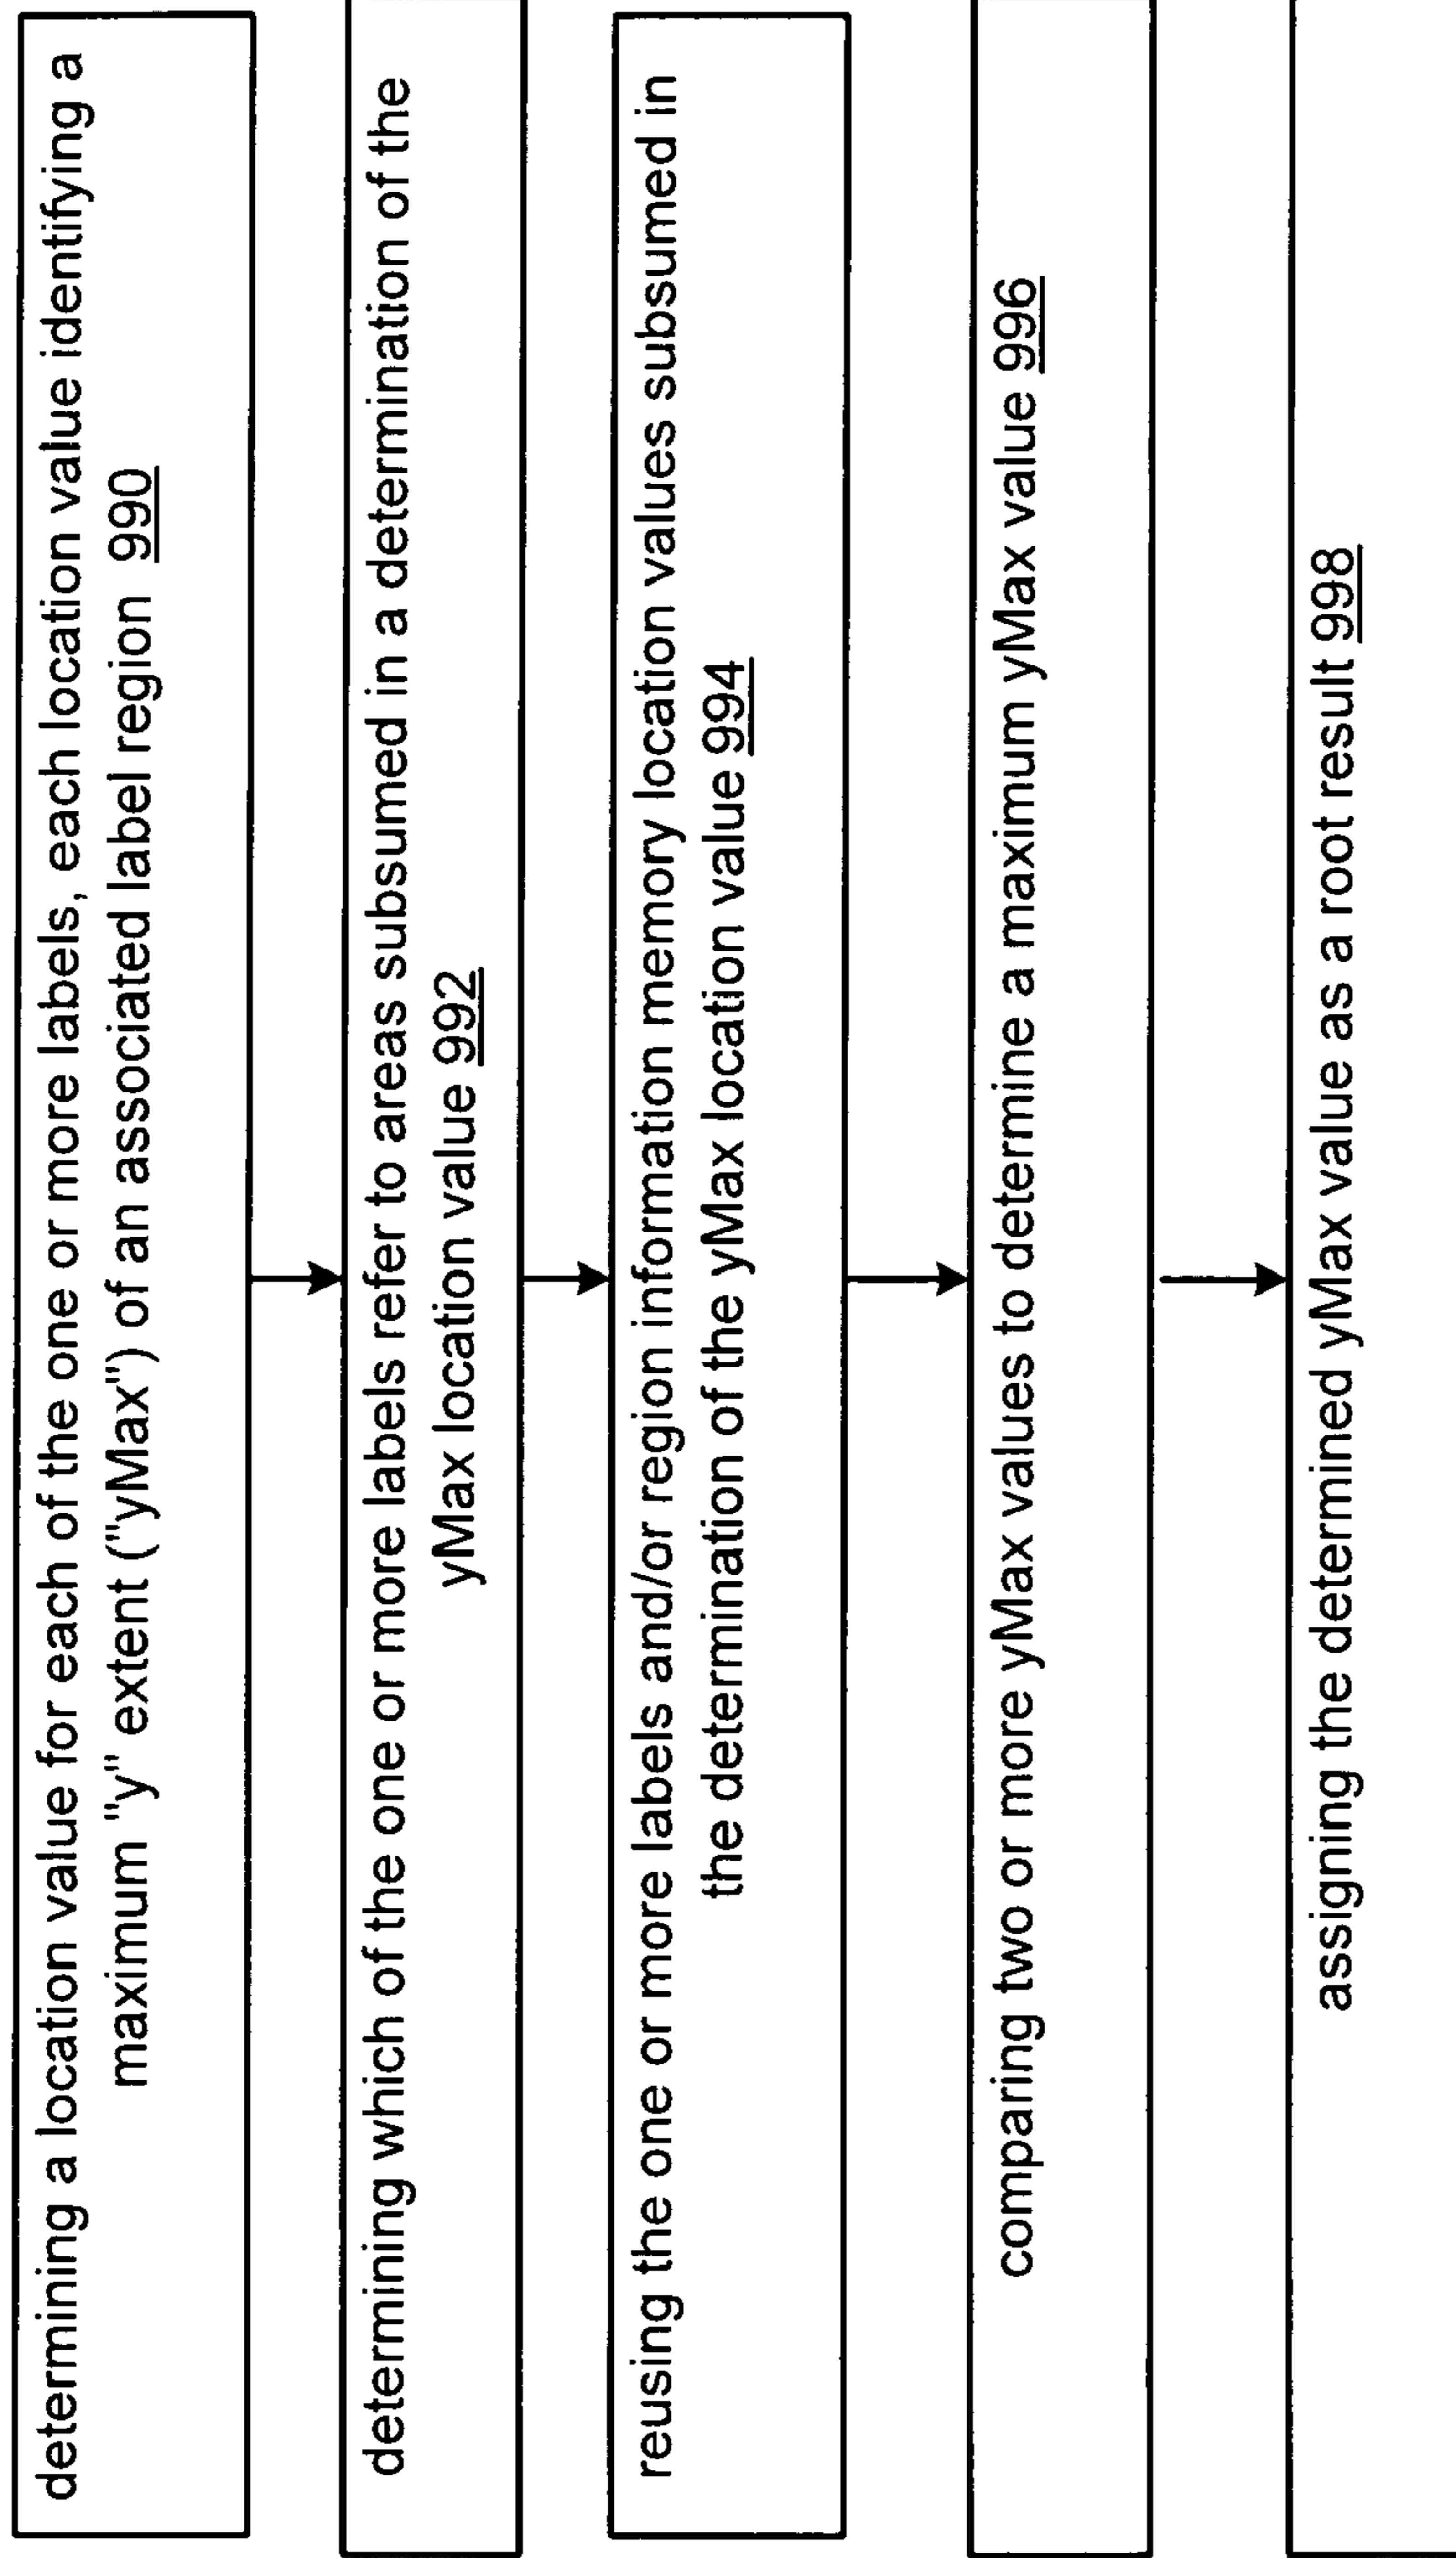 determining a location value for each of the one or more labels, each location value identifying a
maximum "y" extent ("yMax") of an associated label region 990
determining which of the one or more labels refer to areas subsumed in a determination of the
yMax location value 992
reusing the one or more labels and/or region information memory location values subsumed in
the determination of the yMax location value 994
comparing two or more yMax values to determine a maximum yMax value 996
assigning the determined yMax value as a root result 998